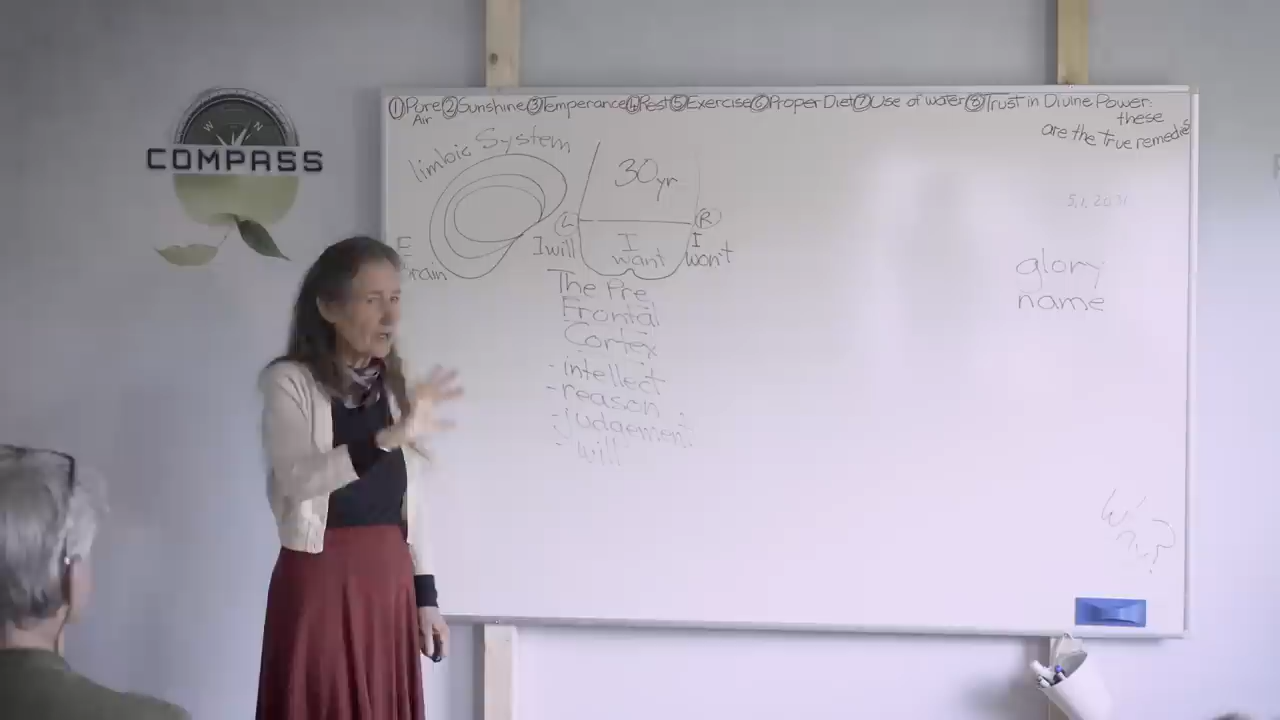 W N
COMPASS
①Pure ②Sunshine ③Temperance ④Rest ⑤Exercise ⑥Proper Diet ⑦Use of water ⑧Trust in Divine Power:
Air
these
are the True remedies
limbic System
30yr
L
R
E
brain
I will
I
want
I
won't
The Pre
Frontal
Cortex
- intellect
- reason
- judgement
- will
glory
name